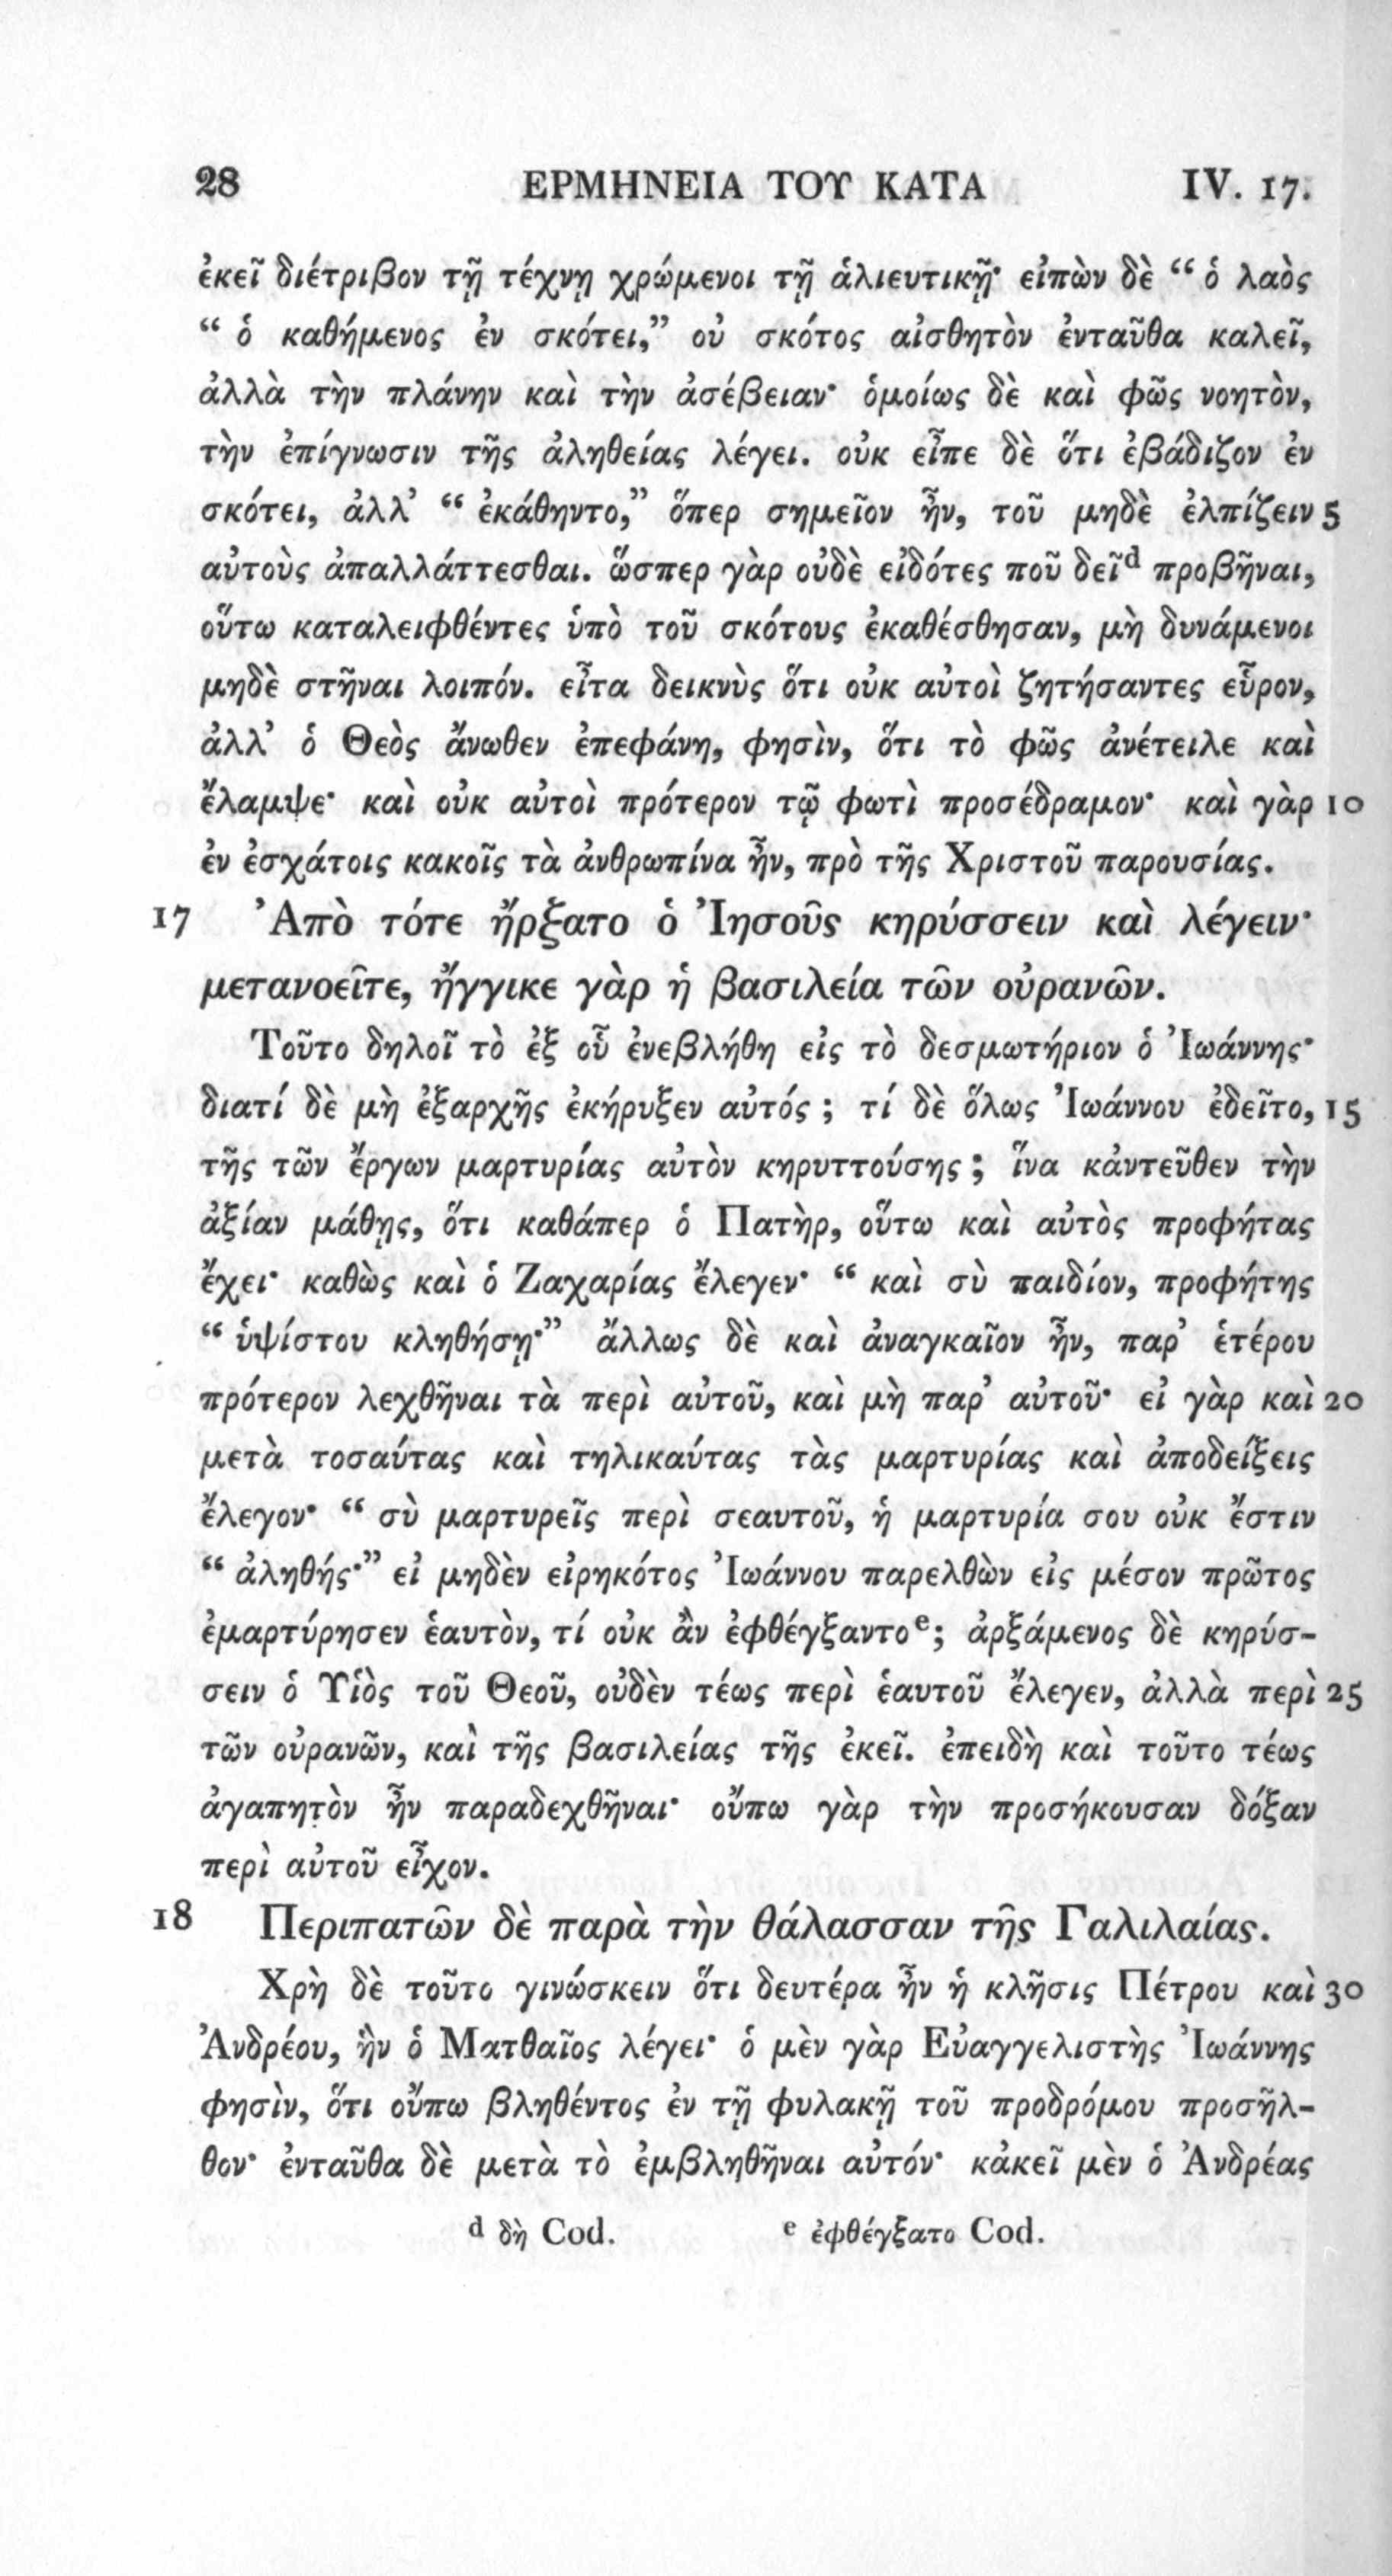 28 ΕΡΜΗΝΕΙΑ ΤΟΥ ΚΑΤΑ IV. 17.
ἐκεῖ διέτριβον τῇ τέχνῃ χρώμενοι τῇ ἁλιευτικῇ· εἰπὼν δὲ “ ὁ λαὸς
“ ὁ καθήμενος ἐν σκότει,” οὐ σκότος αἰσθητὸν ἐνταῦθα καλεῖ,
ἀλλὰ τὴν πλάνην καὶ τὴν ἀσέβειαν· ὁμοίως δὲ καὶ φῶς νοητὸν,
τὴν ἐπίγνωσιν τῆς ἀληθείας λέγει. οὐκ εἶπε δὲ ὅτι ἐβάδιζον ἐν
σκότει, ἀλλ’ “ ἐκάθηντο,” ὅπερ σημεῖον ἦν, τοῦ μηδὲ ἐλπίζειν 5
αὐτοὺς ἀπαλλάττεσθαι. ὥσπερ γὰρ οὐδὲ εἰδότες ποῦ δεῖᵈ προβῆναι,
οὕτω καταλειφθέντες ὑπὸ τοῦ σκότους ἐκαθέσθησαν, μὴ δυνάμενοι
μηδὲ στῆναι λοιπόν. εἶτα δεικνὺς ὅτι οὐκ αὐτοὶ ζητήσαντες εὗρον,
ἀλλ’ ὁ Θεὸς ἄνωθεν ἐπεφάνη, φησὶν, ὅτι τὸ φῶς ἀνέτειλε καὶ
ἔλαμψε· καὶ οὐκ αὐτοὶ πρότερον τῷ φωτὶ προσέδραμον· καὶ γὰρ 10
ἐν ἐσχάτοις κακοῖς τὰ ἀνθρωπίνα ἦν, πρὸ τῆς Χριστοῦ παρουσίας.
17 Ἀπὸ τότε ἤρξατο ὁ Ἰησοῦς κηρύσσειν καὶ λέγειν·
μετανοεῖτε, ἤγγικε γὰρ ἡ βασιλεία τῶν οὐρανῶν.
Τοῦτο δηλοῖ τὸ ἐξ οὗ ἐνεβλήθη εἰς τὸ δεσμωτήριον ὁ Ἰωάννης·
διατί δὲ μὴ ἐξαρχῆς ἐκήρυξεν αὐτός ; τί δὲ ὅλως Ἰωάννου ἐδεῖτο, 15
τῆς τῶν ἔργων μαρτυρίας αὐτὸν κηρυττούσης ; ἵνα κἀντεῦθεν τὴν
ἀξίαν μάθῃς, ὅτι καθάπερ ὁ Πατὴρ, οὕτω καὶ αὐτὸς προφήτας
ἔχει· καθὼς καὶ ὁ Ζαχαρίας ἔλεγεν· “ καὶ σὺ παιδίον, προφήτης
“ ὑψίστου κληθήσῃ·” ἄλλως δὲ καὶ ἀναγκαῖον ἦν, παρ’ ἑτέρου
πρότερον λεχθῆναι τὰ περὶ αὐτοῦ, καὶ μὴ παρ’ αὐτοῦ· εἰ γὰρ καὶ 20
μετὰ τοσαύτας καὶ τηλικαύτας τὰς μαρτυρίας καὶ ἀποδείξεις
ἔλεγον· “ σὺ μαρτυρεῖς περὶ σεαυτοῦ, ἡ μαρτυρία σου οὐκ ἔστιν
“ ἀληθής·” εἰ μηδὲν εἰρηκότος Ἰωάννου παρελθὼν εἰς μέσον πρῶτος
ἐμαρτύρησεν ἑαυτὸν, τί οὐκ ἂν ἐφθέγξαντοᵉ; ἀρξάμενος δὲ κηρύσ-
σειν ὁ Υἱὸς τοῦ Θεοῦ, οὐδὲν τέως περὶ ἑαυτοῦ ἔλεγεν, ἀλλὰ περὶ 25
τῶν οὐρανῶν, καὶ τῆς βασιλείας τῆς ἐκεῖ. ἐπειδὴ καὶ τοῦτο τέως
ἀγαπητὸν ἦν παραδεχθῆναι· οὔπω γὰρ τὴν προσήκουσαν δόξαν
περὶ αὐτοῦ εἶχον.
18 Περιπατῶν δὲ παρὰ τὴν θάλασσαν τῆς Γαλιλαίας.
Χρὴ δὲ τοῦτο γινώσκειν ὅτι δευτέρα ἦν ἡ κλῆσις Πέτρου καὶ 30
Ἀνδρέου, ἣν ὁ Ματθαῖος λέγει· ὁ μὲν γὰρ Εὐαγγελιστὴς Ἰωάννης
φησὶν, ὅτι οὔπω βληθέντος ἐν τῇ φυλακῇ τοῦ προδρόμου προσῆλ-
θον· ἐνταῦθα δὲ μετὰ τὸ ἐμβληθῆναι αὐτόν· κἀκεῖ μὲν ὁ Ἀνδρέας
ᵈ δὴ Cod. ᵉ ἐφθέγξατο Cod.